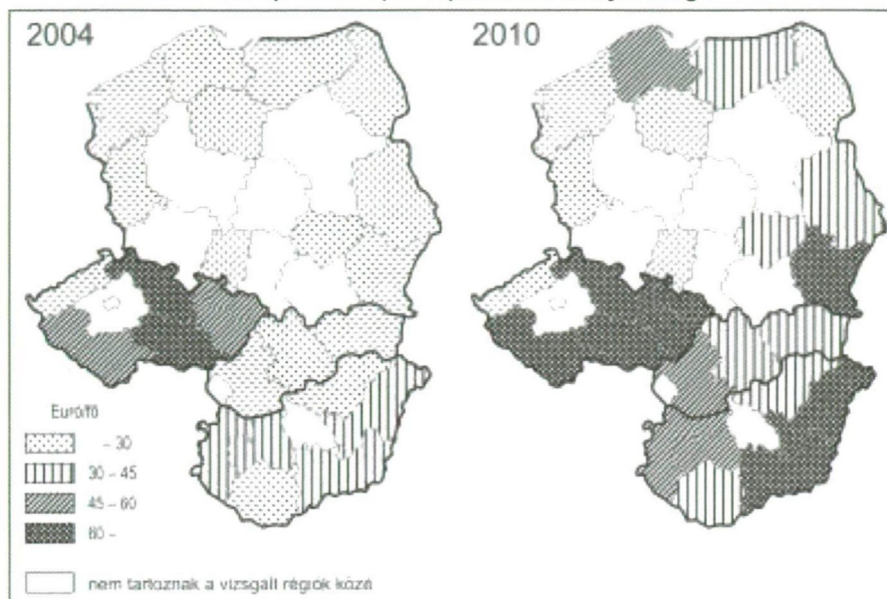 2004
2010
Euró/fő
– 30
30 – 45
45 – 60
60 –
nem tartoznak a vizsgált régiók közé